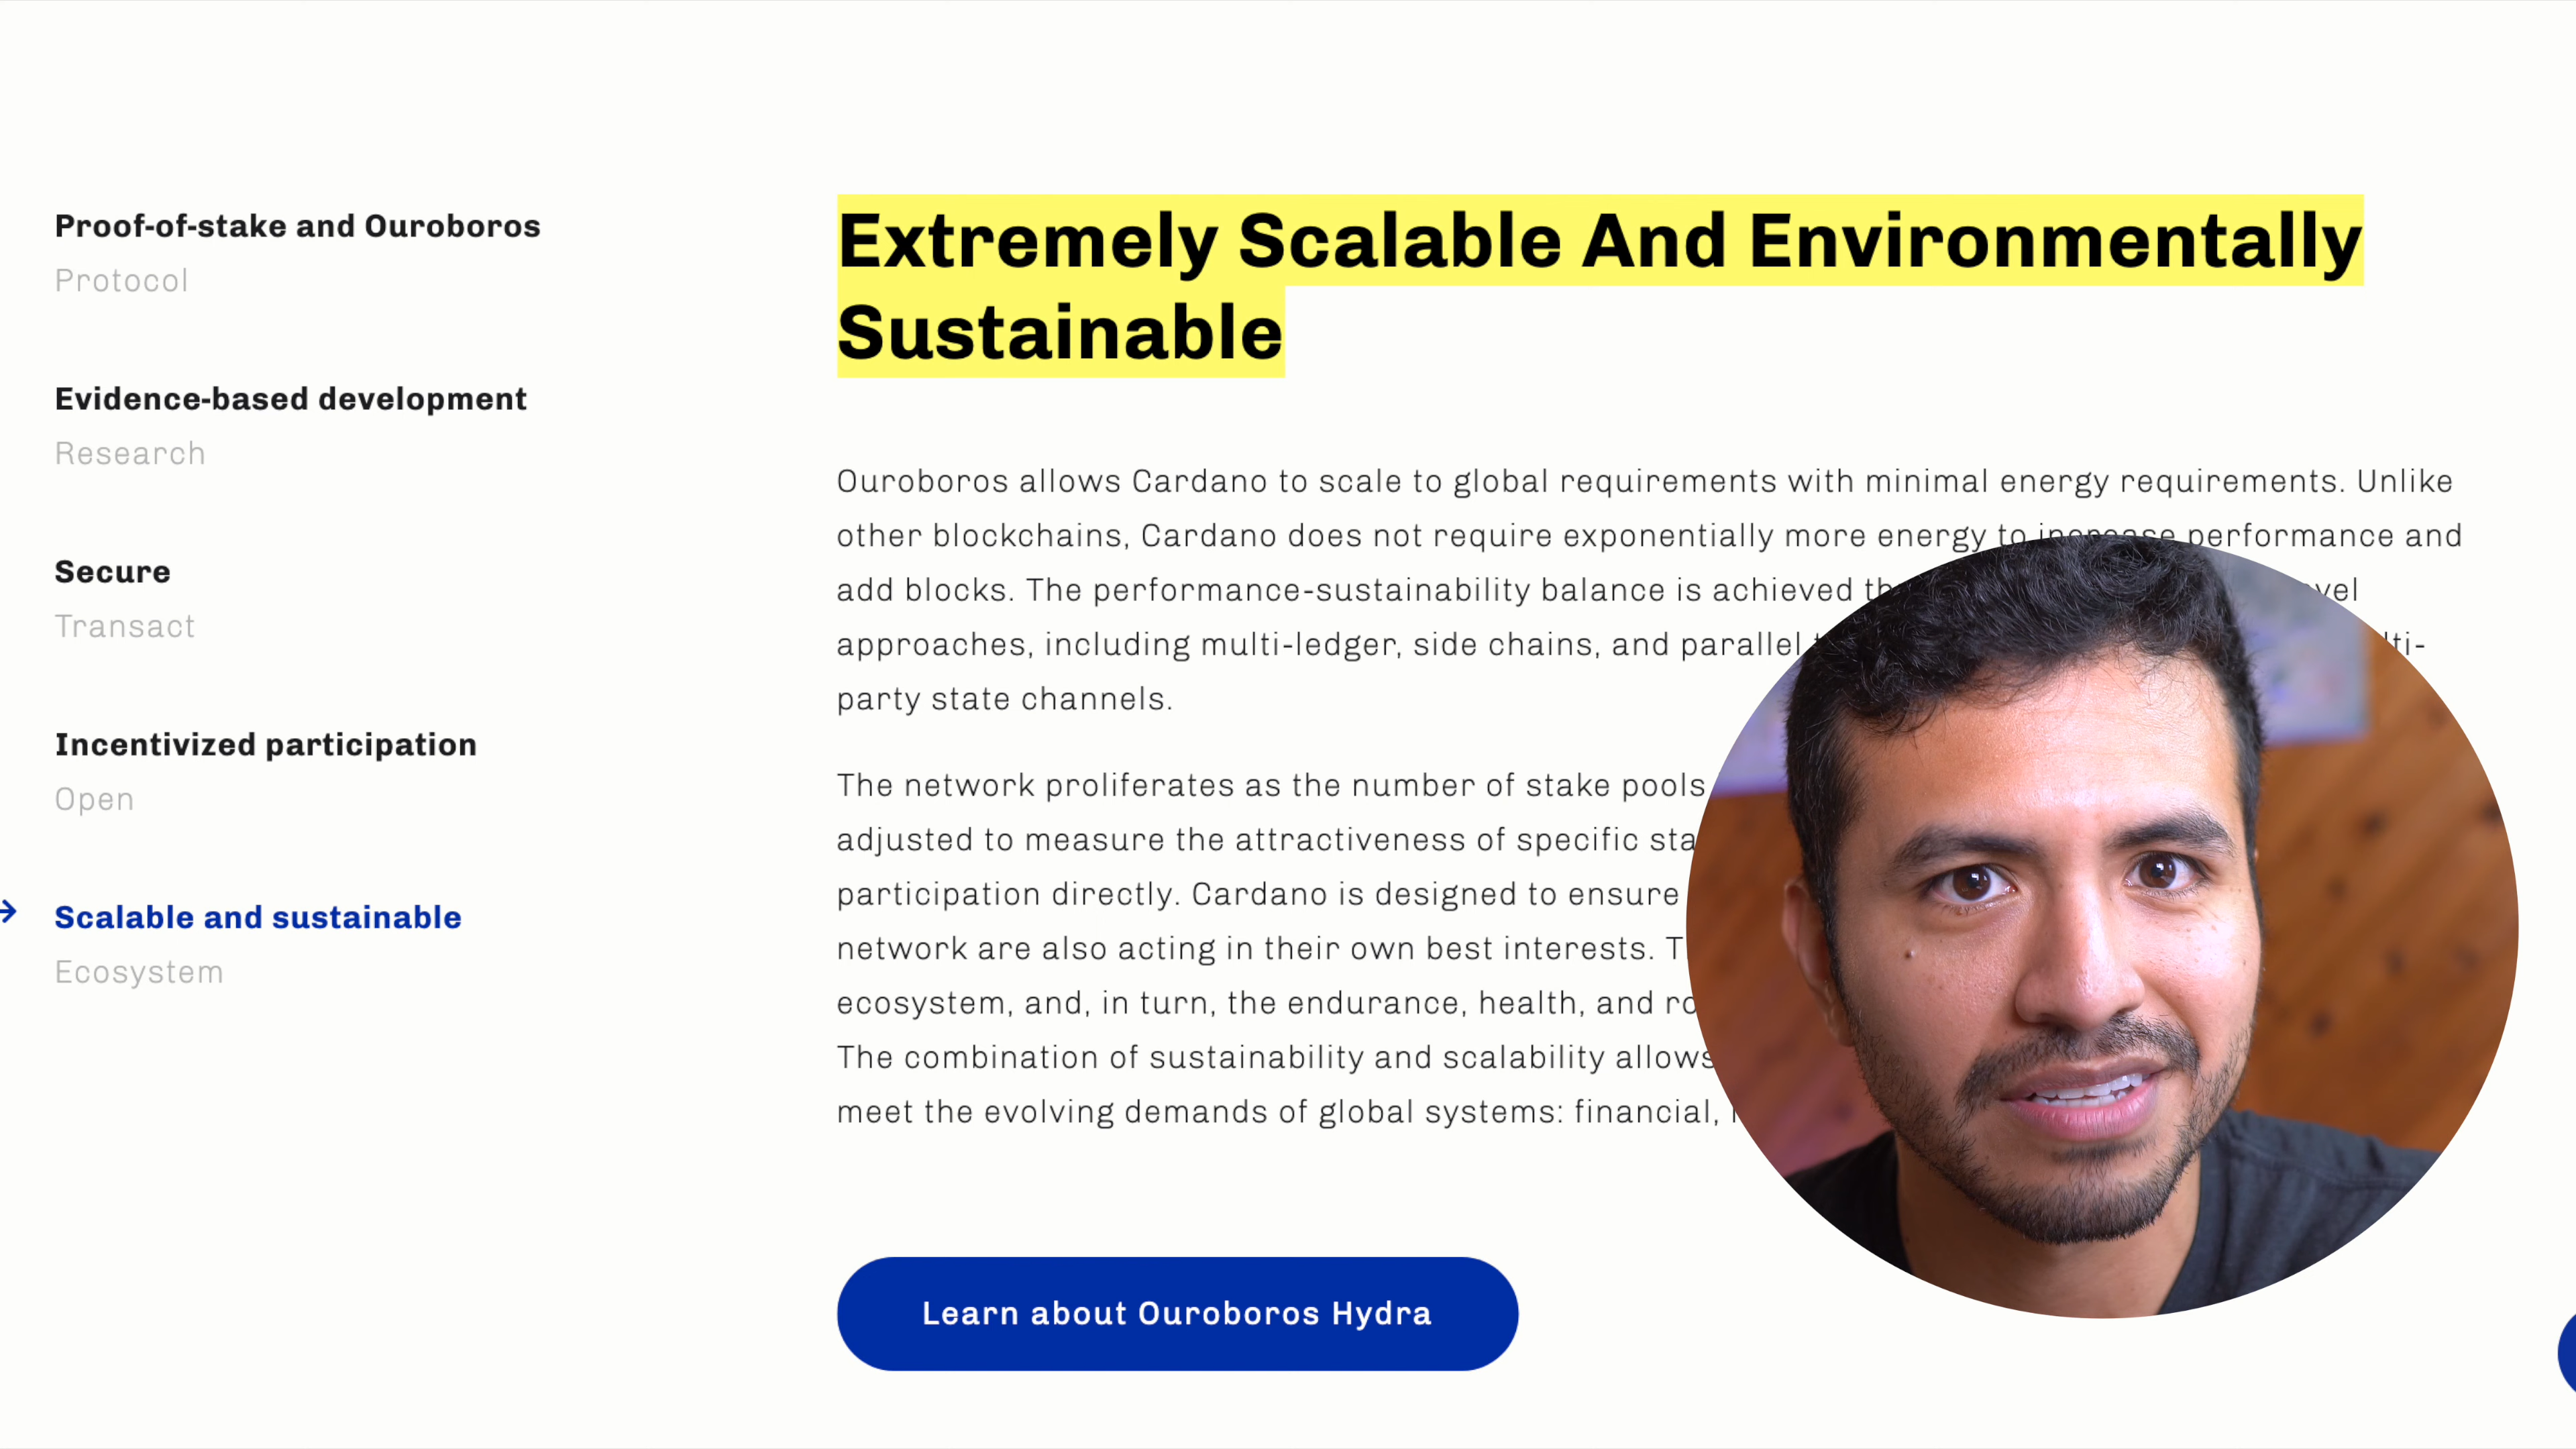 Proof-of-stake and Ouroboros
Protocol
Evidence-based development
Research
Secure
Transact
Incentivized participation
Open
Scalable and sustainable
Ecosystem
Extremely Scalable And Environmentally
Sustainable
Ouroboros allows Cardano to scale to global requirements with minimal energy requirements. Unlike
other blockchains, Cardano does not require exponentially more energy to increase performance and
add blocks. The performance-sustainability balance is achieved
approaches, including multi-ledger, side chains, and parallel
party state channels.
The network proliferates as the number of stake pools
adjusted to measure the attractiveness of specific
participation directly. Cardano is designed to ensure
network are also acting in their own best interests.
ecosystem, and, in turn, the endurance, health, and
The combination of sustainability and scalability allows
meet the evolving demands of global systems: financial,
Learn about Ouroboros Hydra